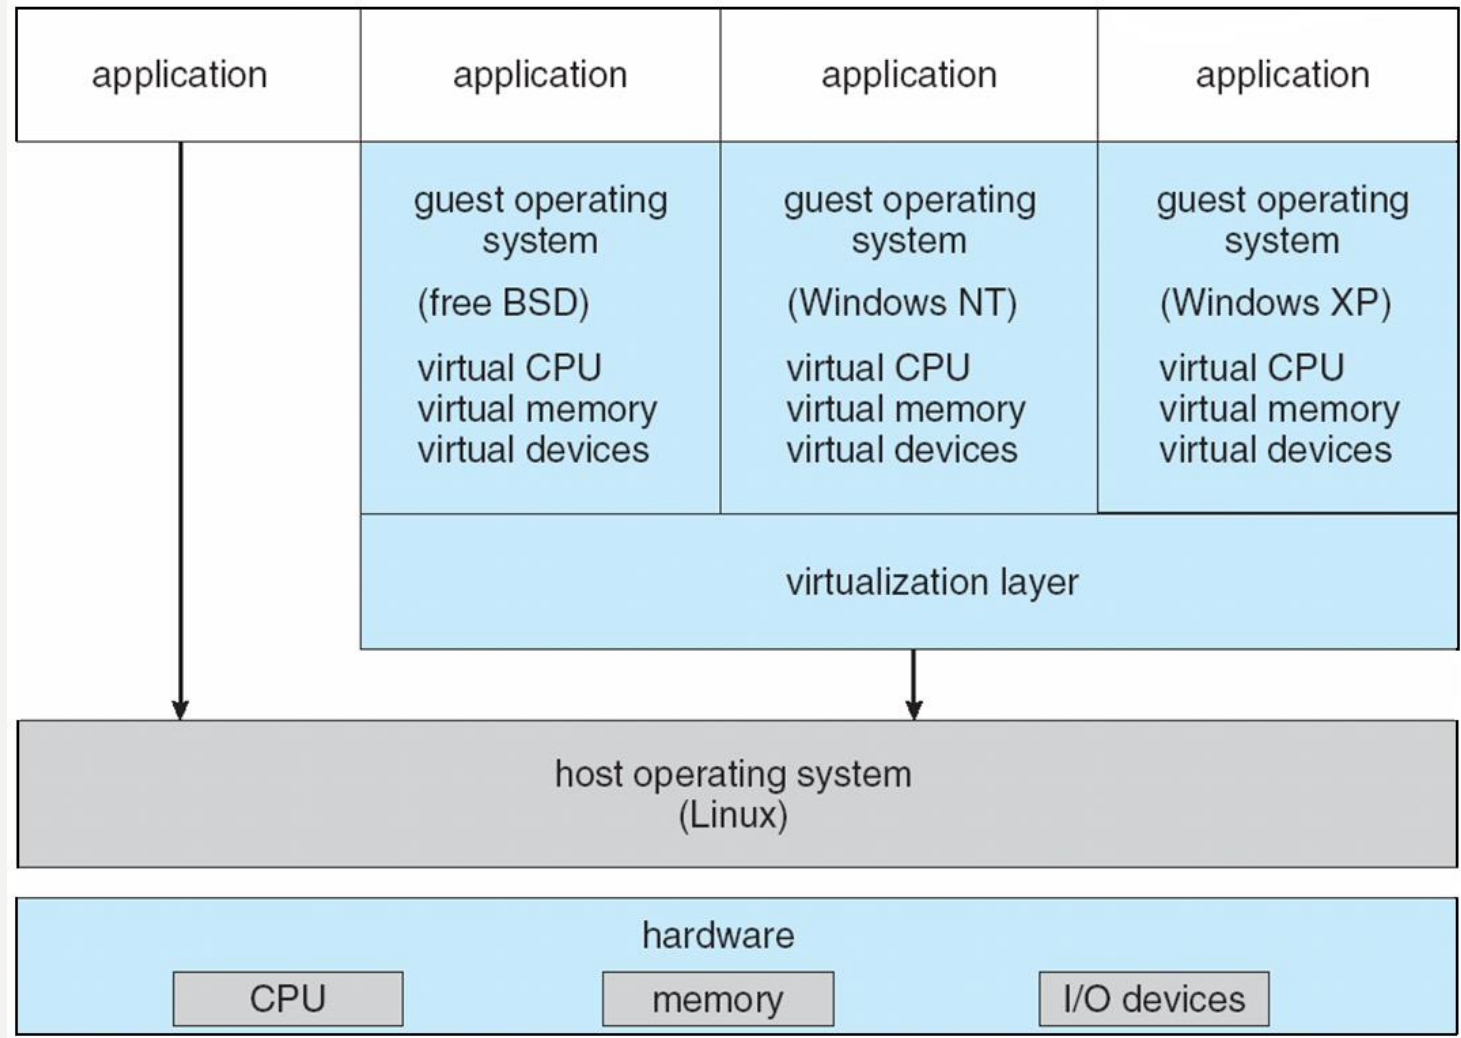 application
application
application
application
guest operating
system
(free BSD)
virtual CPU
virtual memory
virtual devices
guest operating
system
(Windows NT)
virtual CPU
virtual memory
virtual devices
guest operating
system
(Windows XP)
virtual CPU
virtual memory
virtual devices
virtualization layer
host operating system
(Linux)
hardware
CPU
memory
I/O devices